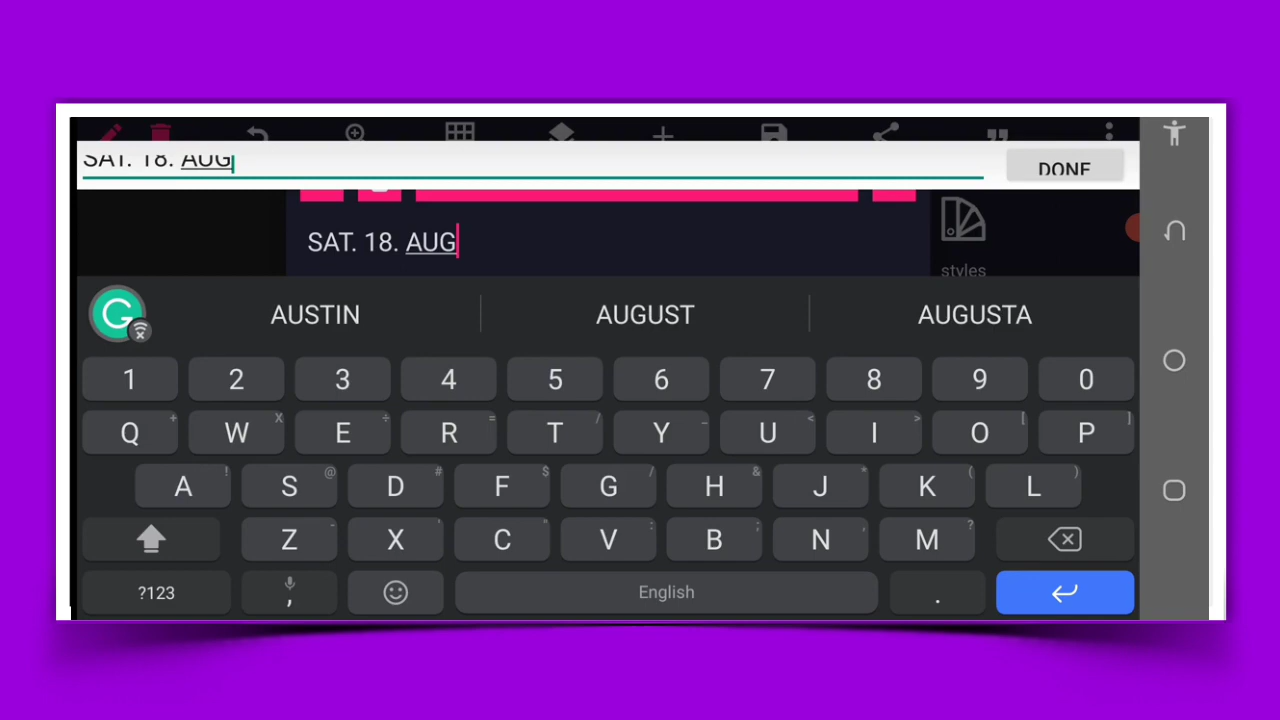 SAT. 18. AUG
DONE
SAT. 18. AUG
styles
AUSTIN AUGUST AUGUSTA
1 2 3 4 5 6 7 8 9 0
Q + W X E ÷ R = T / Y _ U < I > O [ P ]
A ! S @ D # F $ G / H & J * K ( L )
Z - X ' C " V : B ; N , M ?
?123 , English .